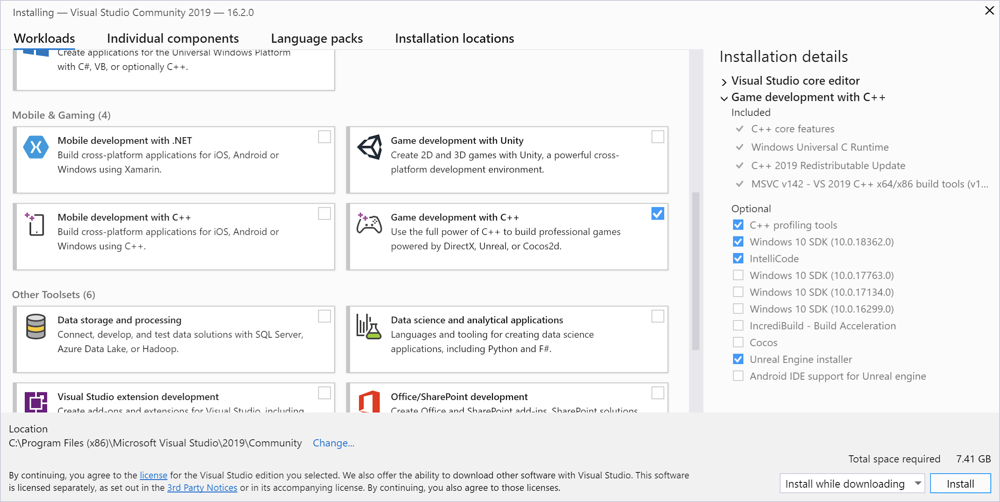 Installing — Visual Studio Community 2019 — 16.2.0
Workloads
Individual components
Language packs
Installation locations
Create applications for the Universal Windows Platform
with C#, VB, or optionally C++.
Mobile & Gaming (4)
Mobile development with .NET
Build cross-platform applications for iOS, Android or
Windows using Xamarin.
Game development with Unity
Create 2D and 3D games with Unity, a powerful cross-
platform development environment.
Mobile development with C++
Build cross-platform applications for iOS, Android or
Windows using C++.
Game development with C++
Use the full power of C++ to build professional games
powered by DirectX, Unreal, or Cocos2d.
Other Toolsets (6)
Data storage and processing
Connect, develop, and test data solutions with SQL Server,
Azure Data Lake, or Hadoop.
Data science and analytical applications
Languages and tooling for creating data science
applications, including Python and F#.
Visual Studio extension development
Create add-ons and extensions for Visual Studio, including
Office/SharePoint development
Create Office and SharePoint add-ins, SharePoint solutions,
Installation details
Visual Studio core editor
Game development with C++
Included
C++ core features
Windows Universal C Runtime
C++ 2019 Redistributable Update
MSVC v142 - VS 2019 C++ x64/x86 build tools (v1...
Optional
C++ profiling tools
Windows 10 SDK (10.0.18362.0)
IntelliCode
Windows 10 SDK (10.0.17763.0)
Windows 10 SDK (10.0.17134.0)
Windows 10 SDK (10.0.16299.0)
IncrediBuild - Build Acceleration
Cocos
Unreal Engine installer
Android IDE support for Unreal engine
Location
C:\Program Files (x86)\Microsoft Visual Studio\2019\Community Change...
Total space required 7.41 GB
By continuing, you agree to the license for the Visual Studio edition you selected. We also offer the ability to download other software with Visual Studio. This software
is licensed separately, as set out in the 3rd Party Notices or in its accompanying license. By continuing, you also agree to those licenses.
Install while downloading
Install